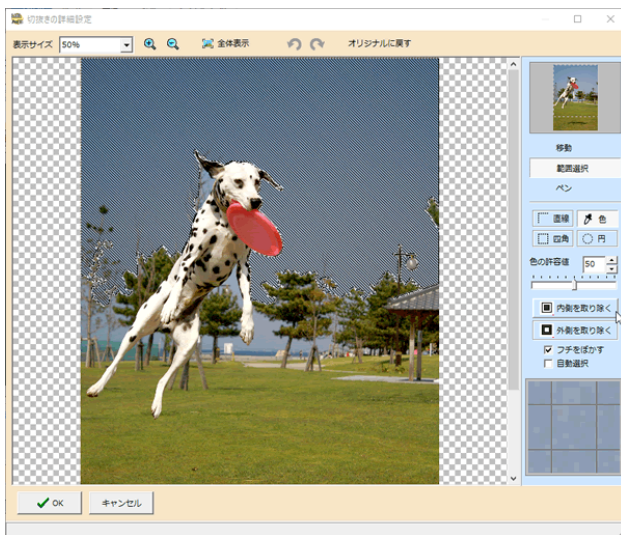 切抜きの詳細設定
表示サイズ 50% 全体表示 オリジナルに戻す
移動
範囲選択
ペン
直線 色
四角 円
色の許容値 50
内側を取り除く
外側を取り除く
フチをぼかす
自動選択
OK キャンセル